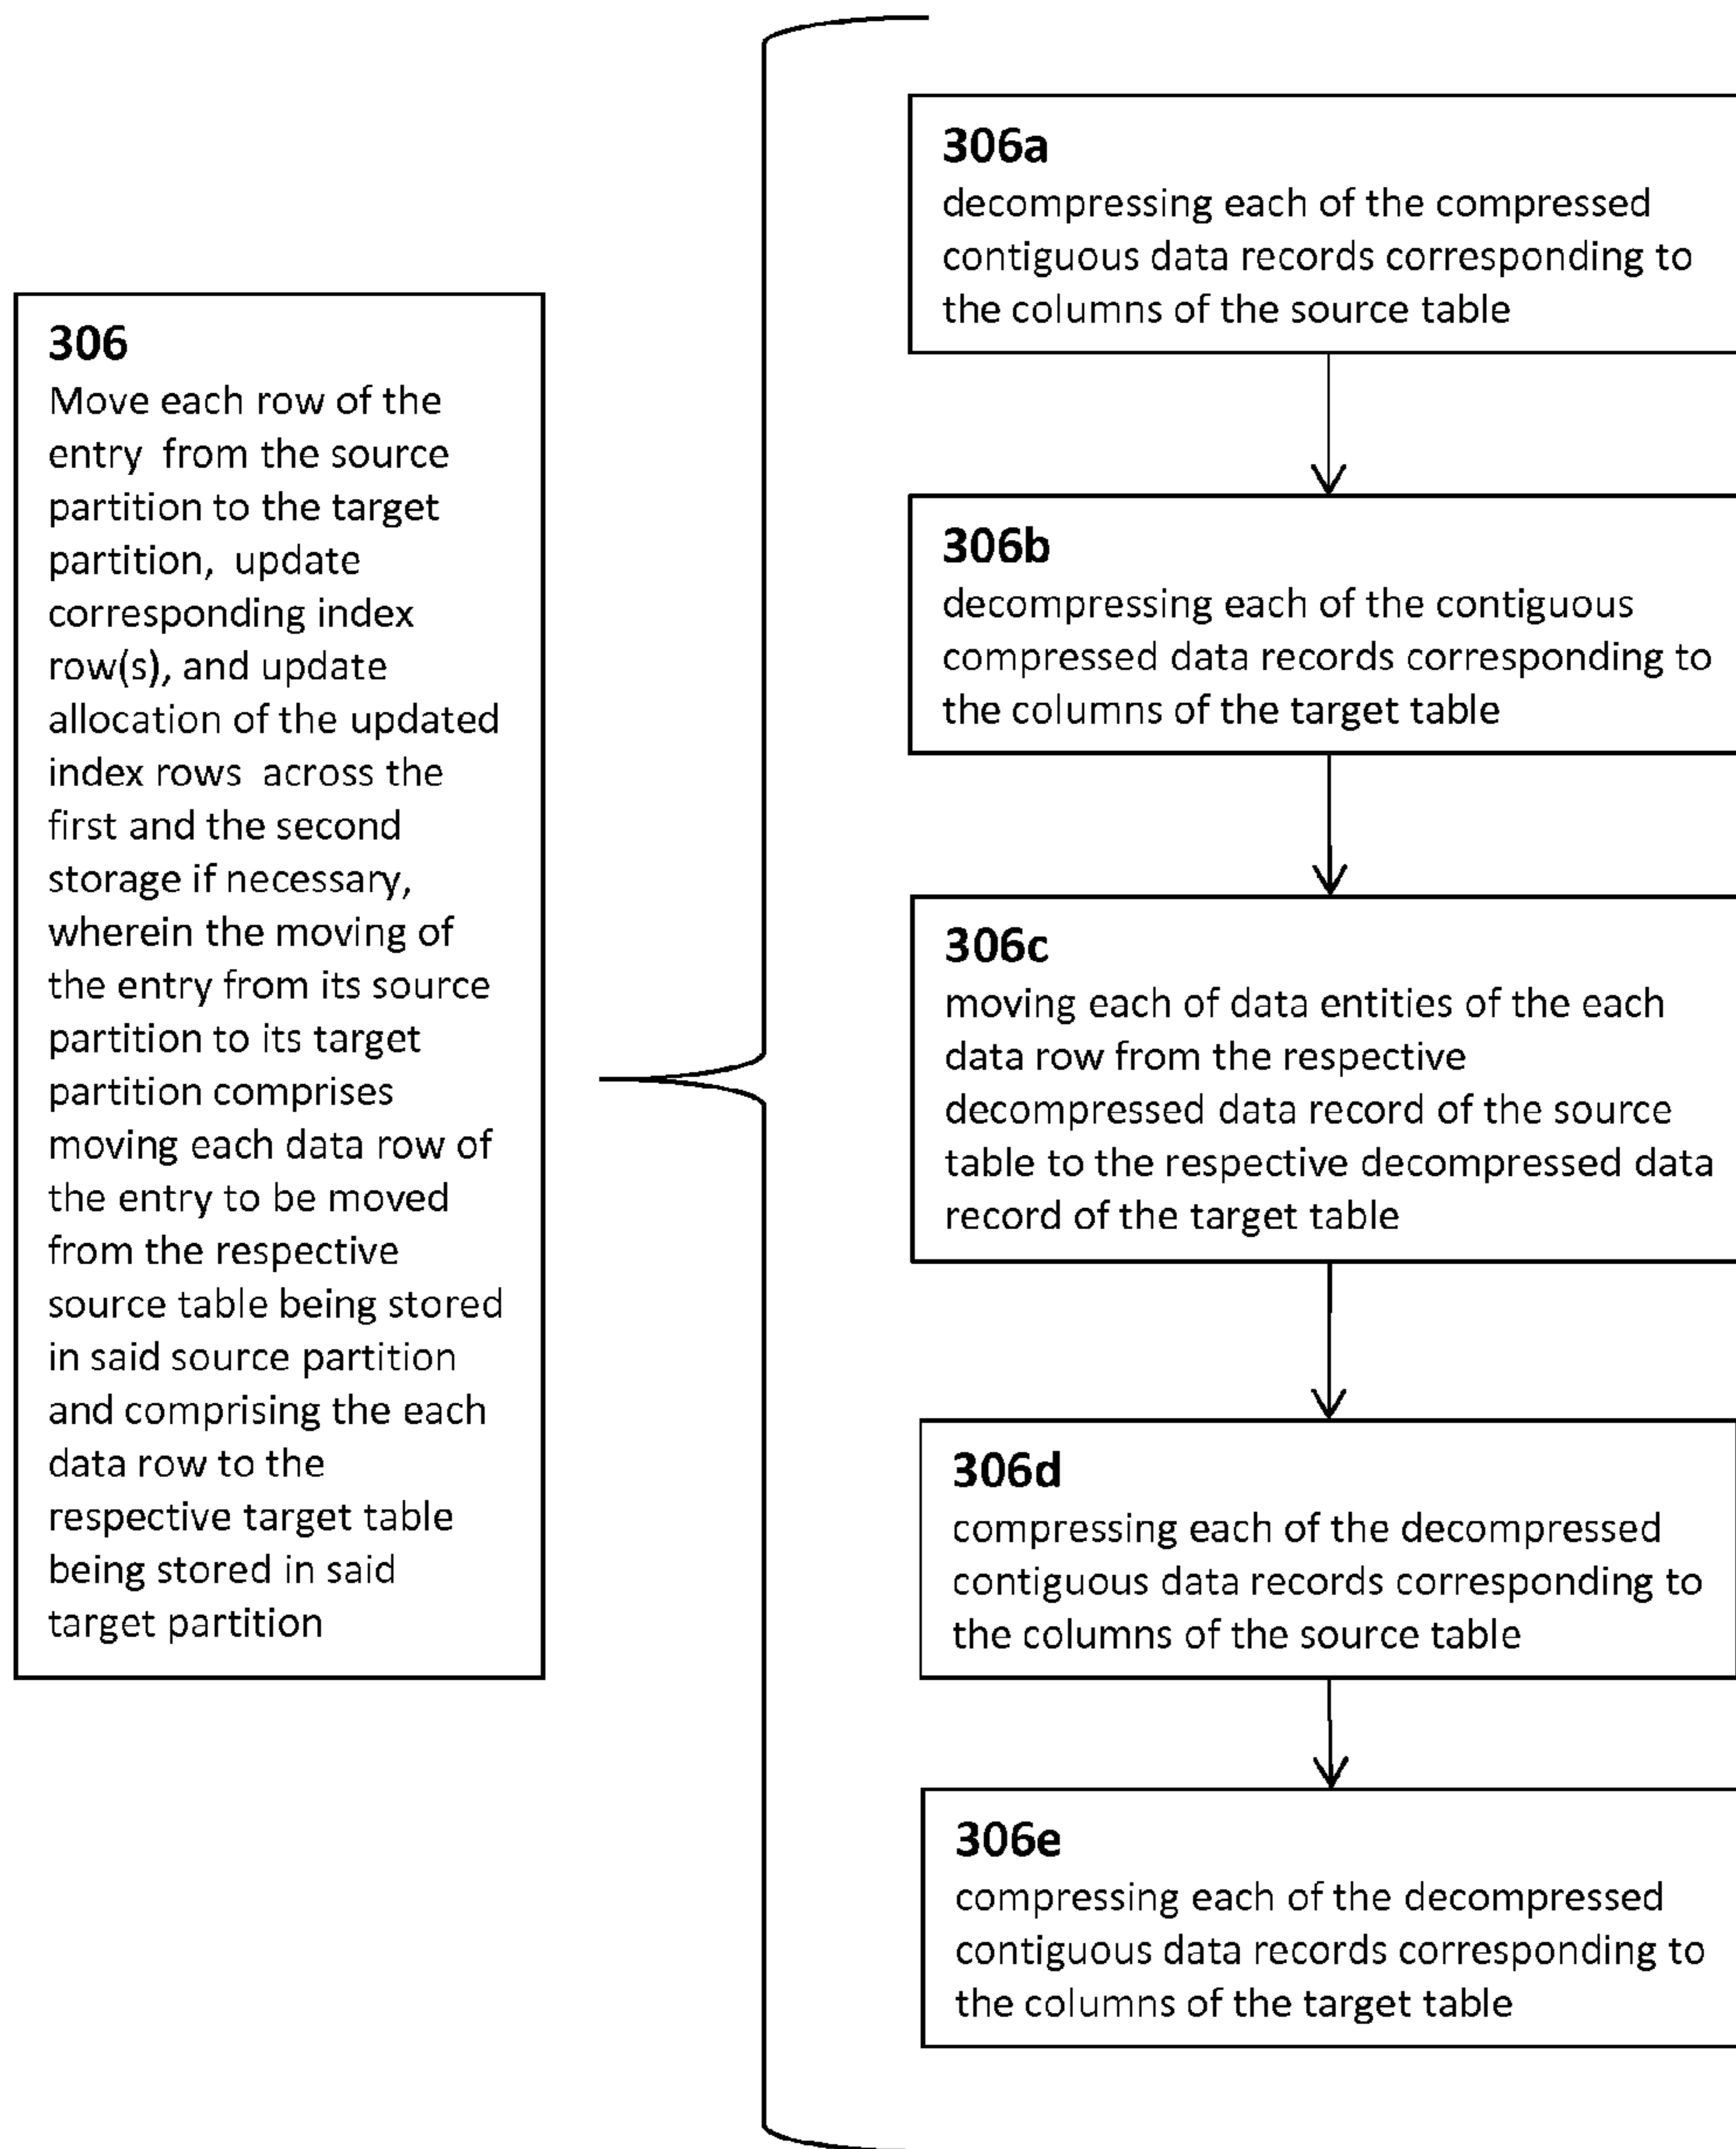 306
Move each row of the
entry from the source
partition to the target
partition, update
corresponding index
row(s), and update
allocation of the updated
index rows across the
first and the second
storage if necessary,
wherein the moving of
the entry from its source
partition to its target
partition comprises
moving each data row of
the entry to be moved
from the respective
source table being stored
in said source partition
and comprising the each
data row to the
respective target table
being stored in said
target partition
306a
decompressing each of the compressed
contiguous data records corresponding to
the columns of the source table
306b
decompressing each of the contiguous
compressed data records corresponding to
the columns of the target table
306c
moving each of data entities of the each
data row from the respective
decompressed data record of the source
table to the respective decompressed data
record of the target table
306d
compressing each of the decompressed
contiguous data records corresponding to
the columns of the source table
306e
compressing each of the decompressed
contiguous data records corresponding to
the columns of the target table